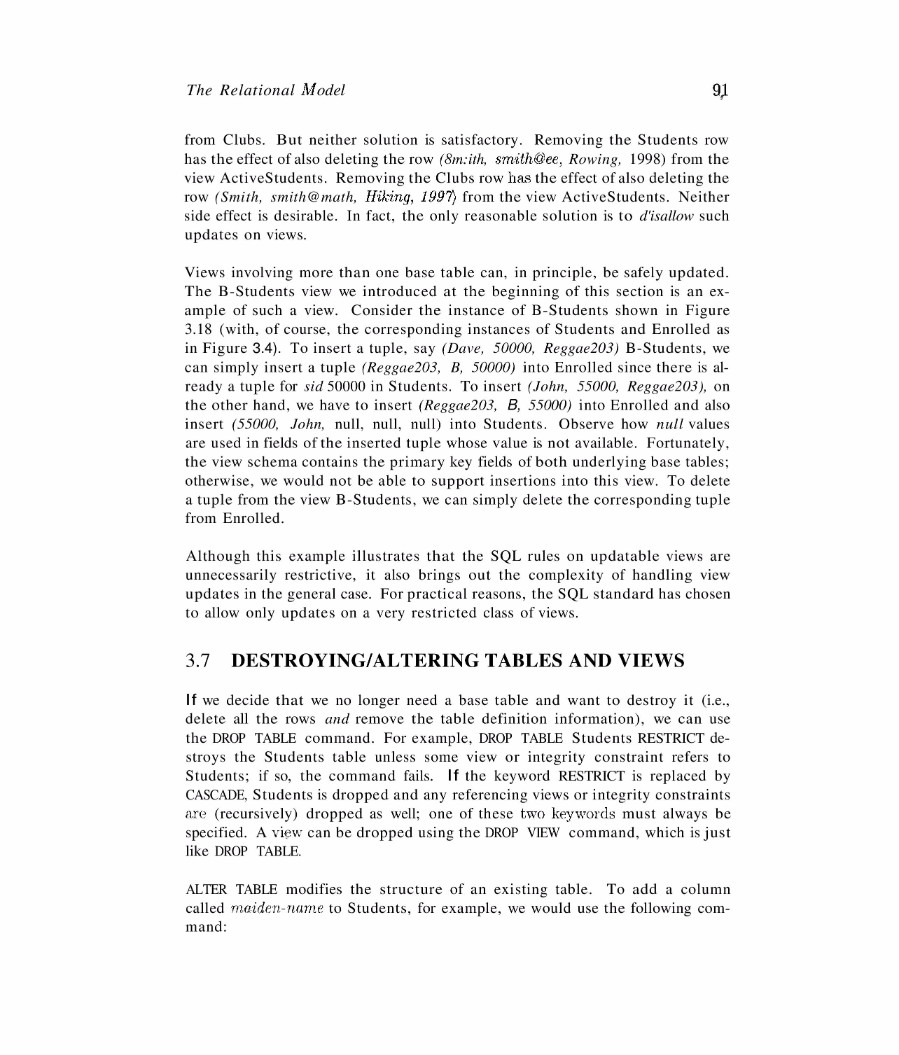 The Relational Model 91
from Clubs. But neither solution is satisfactory. Removing the Students row
has the effect of also deleting the row (8m:ith, smith@ee, Rowing, 1998) from the
view ActiveStudents. Removing the Clubs row has the effect of also deleting the
row (Smith, smith@math, Hiking, 1997) from the view ActiveStudents. Neither
side effect is desirable. In fact, the only reasonable solution is to d'isallow such
updates on views.
Views involving more than one base table can, in principle, be safely updated.
The B-Students view we introduced at the beginning of this section is an ex-
ample of such a view. Consider the instance of B-Students shown in Figure
3.18 (with, of course, the corresponding instances of Students and Enrolled as
in Figure 3.4). To insert a tuple, say (Dave, 50000, Reggae203) B-Students, we
can simply insert a tuple (Reggae203, B, 50000) into Enrolled since there is al-
ready a tuple for sid 50000 in Students. To insert (John, 55000, Reggae203), on
the other hand, we have to insert (Reggae203, B, 55000) into Enrolled and also
insert (55000, John, null, null, null) into Students. Observe how null values
are used in fields of the inserted tuple whose value is not available. Fortunately,
the view schema contains the primary key fields of both underlying base tables;
otherwise, we would not be able to support insertions into this view. To delete
a tuple from the view B-Students, we can simply delete the corresponding tuple
from Enrolled.
Although this example illustrates that the SQL rules on updatable views are
unnecessarily restrictive, it also brings out the complexity of handling view
updates in the general case. For practical reasons, the SQL standard has chosen
to allow only updates on a very restricted class of views.
3.7 DESTROYING/ALTERING TABLES AND VIEWS
If we decide that we no longer need a base table and want to destroy it (i.e.,
delete all the rows and remove the table definition information), we can use
the DROP TABLE command. For example, DROP TABLE Students RESTRICT de-
stroys the Students table unless some view or integrity constraint refers to
Students; if so, the command fails. If the keyword RESTRICT is replaced by
CASCADE, Students is dropped and any referencing views or integrity constraints
are (recursively) dropped as well; one of these two keywords must always be
specified. A view can be dropped using the DROP VIEW command, which is just
like DROP TABLE.
ALTER TABLE modifies the structure of an existing table. To add a column
called maiden-name to Students, for example, we would use the following com-
mand: